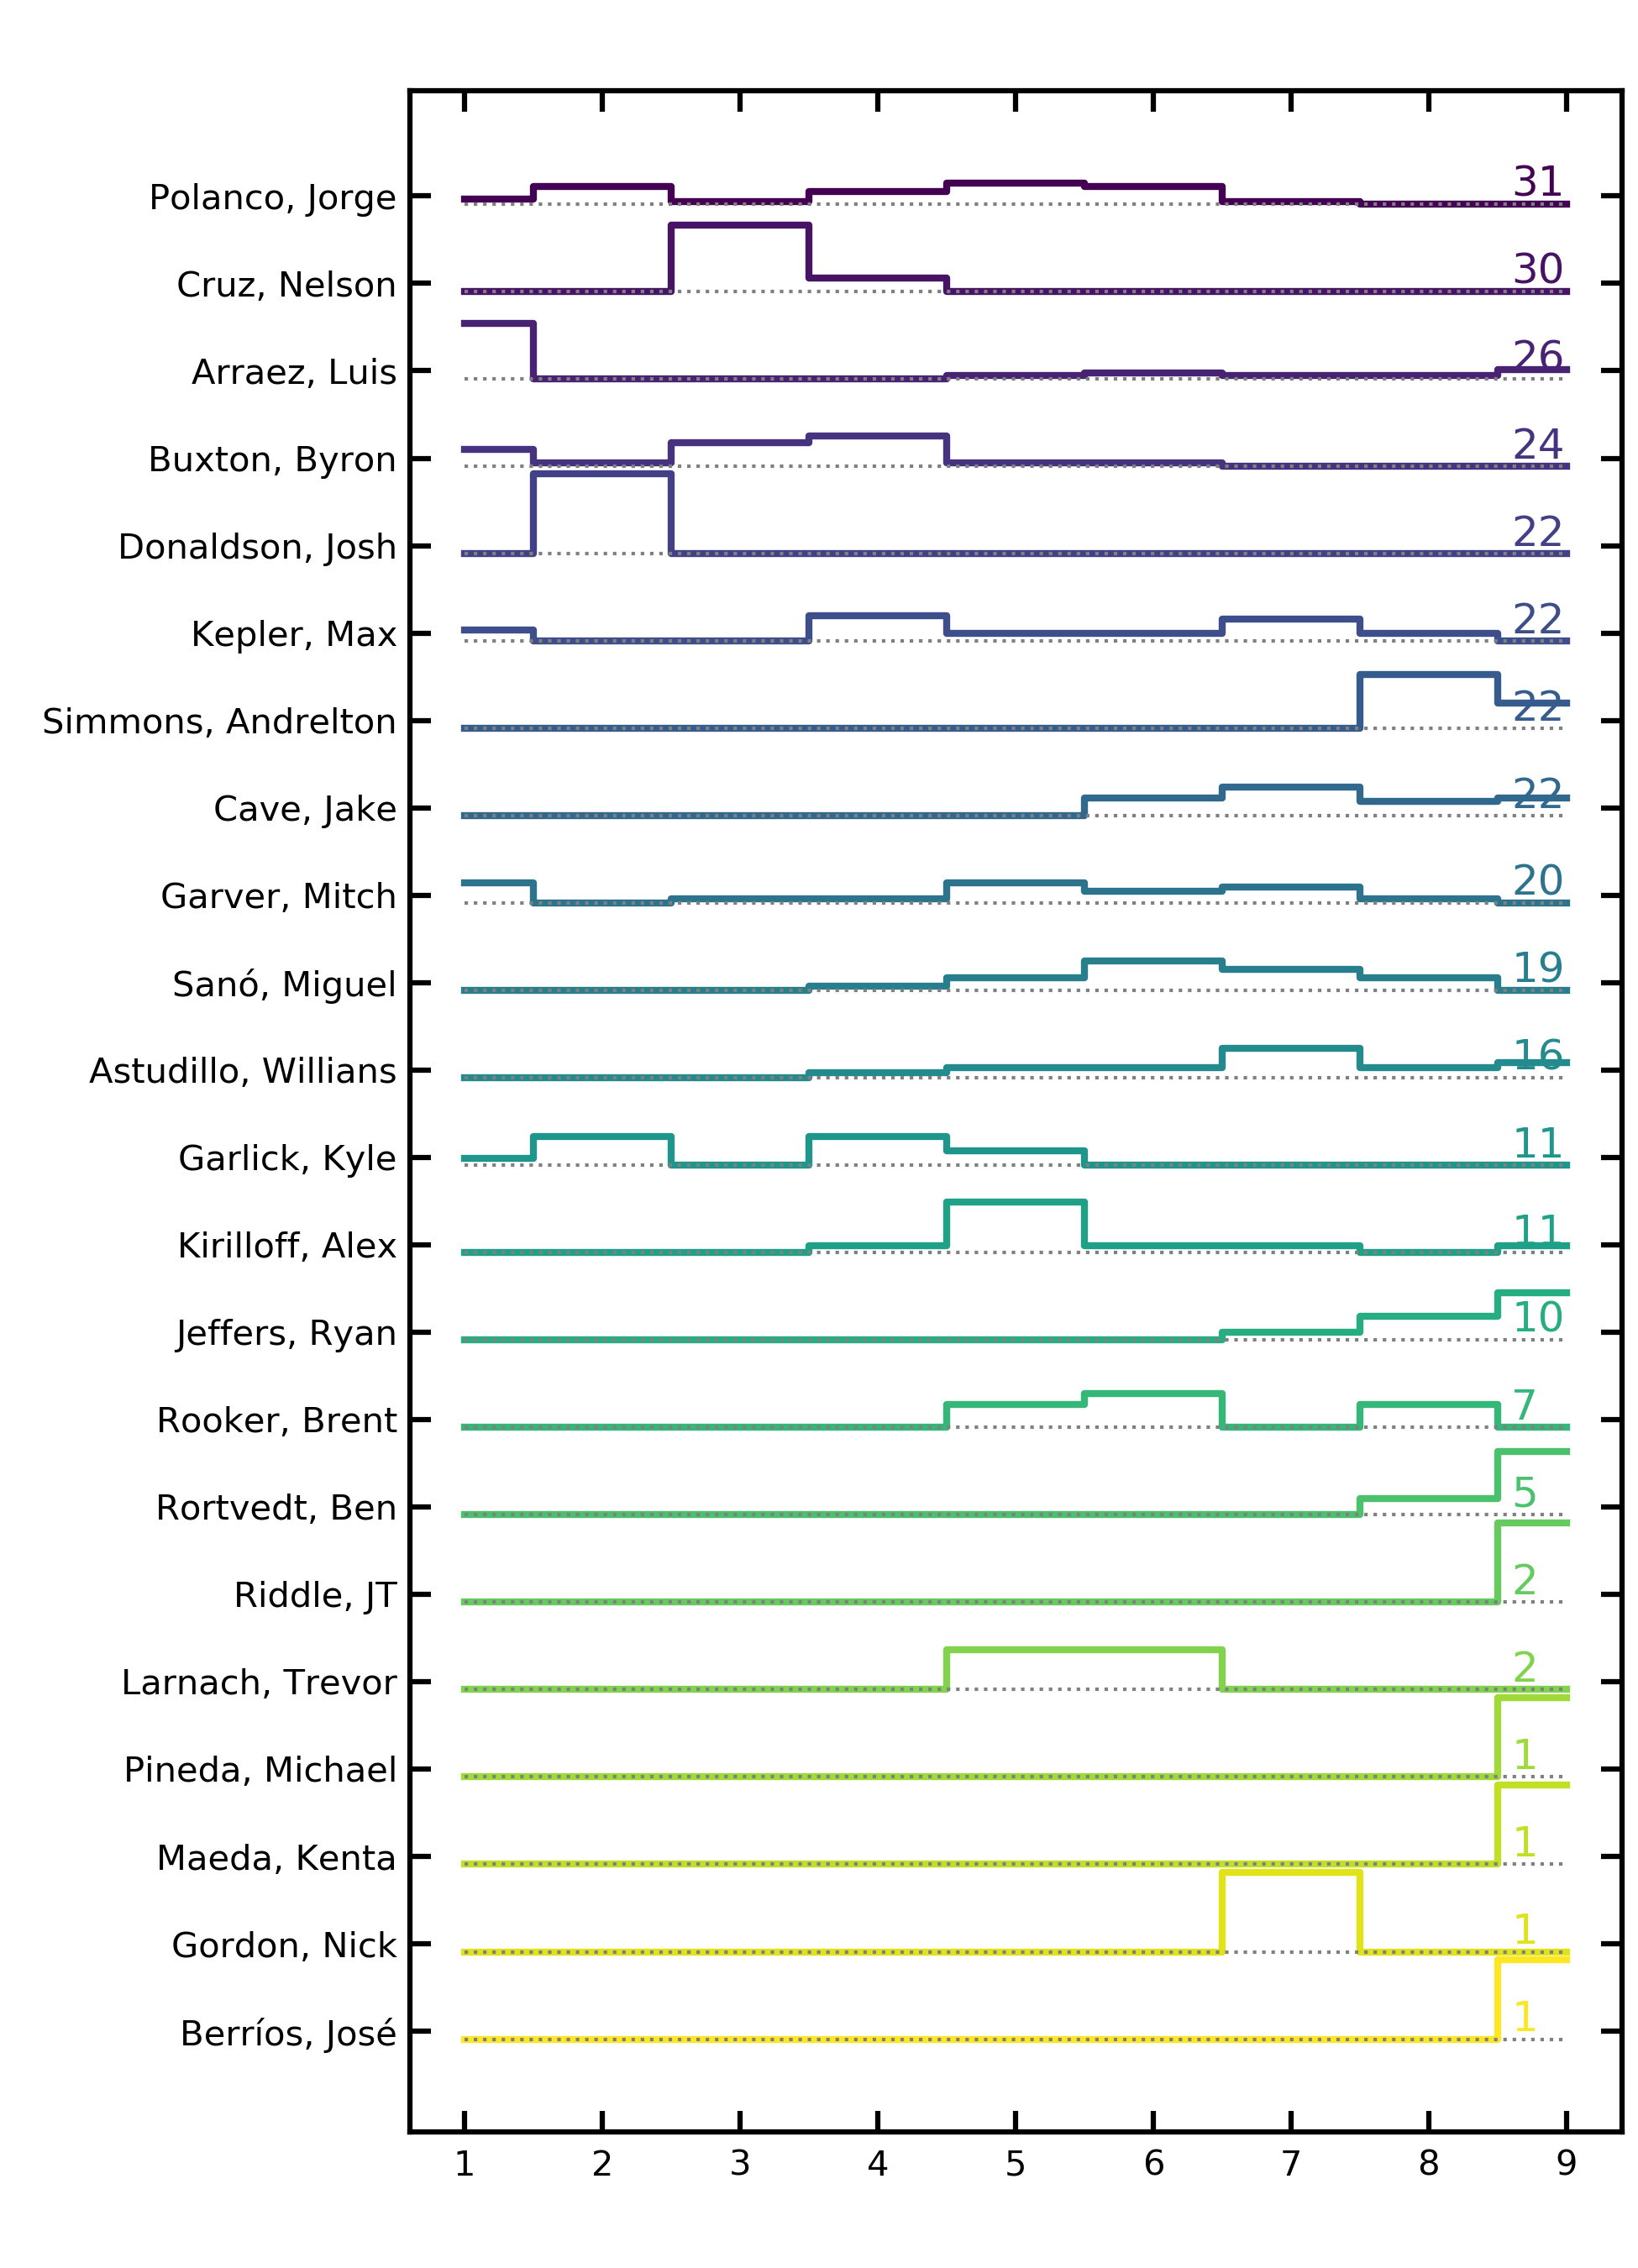 Polanco, Jorge 31
Cruz, Nelson 30
Arraez, Luis 26
Buxton, Byron 24
Donaldson, Josh 22
Kepler, Max 22
Simmons, Andrelton 22
Cave, Jake 22
Garver, Mitch 20
Sanó, Miguel 19
Astudillo, Willians 16
Garlick, Kyle 11
Kirilloff, Alex 11
Jeffers, Ryan 10
Rooker, Brent 7
Rortvedt, Ben 5
Riddle, JT 2
Larnach, Trevor 2
Pineda, Michael 1
Maeda, Kenta 1
Gordon, Nick 1
Berríos, José 1
1 2 3 4 5 6 7 8 9